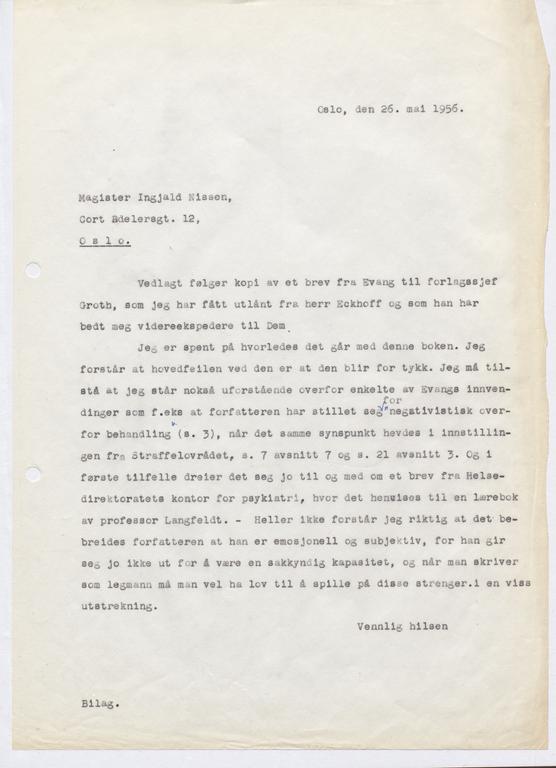 Oslo, den 26. mai 1956.
Magister Ingjald Nissen,
Cort Adelersgt. 12,
O s l o.
Vedlagt følger kopi av et brev fra Evang til forlagssjef
Groth, som jeg har fått utlånt fra herr Eckhoff og som han har
bedt meg videreekspedere til Dem.
Jeg er spent på hvorledes det går med denne boken. Jeg
forstår at hovedfeilen ved den er at den blir for tykk. Jeg må til-
stå at jeg står nokså uforstående overfor enkelte av Evangs innven-
dinger som f.eks at forfatteren har stillet seg for negativistisk over-
for behandling (s. 3), når det samme synspunkt hevdes i innstillin-
gen fra Straffelovrådet, s. 7 avsnitt 7 og s. 21 avsnitt 3. Og i
første tilfelle dreier det seg jo til og med om et brev fra Helse-
direktoratets kontor for psykiatri, hvor det henvises til en lærebok
av professor Langfeldt. - Heller ikke forstår jeg riktig at det be-
breides forfatteren at han er emosjonell og subjektiv, for han gir
seg jo ikke ut for å være en sakkyndig kapasitet, og når man skriver
som legmann må man vel ha lov til å spille på disse strenger.i en viss
utstrekning.
Vennlig hilsen
Bilag.